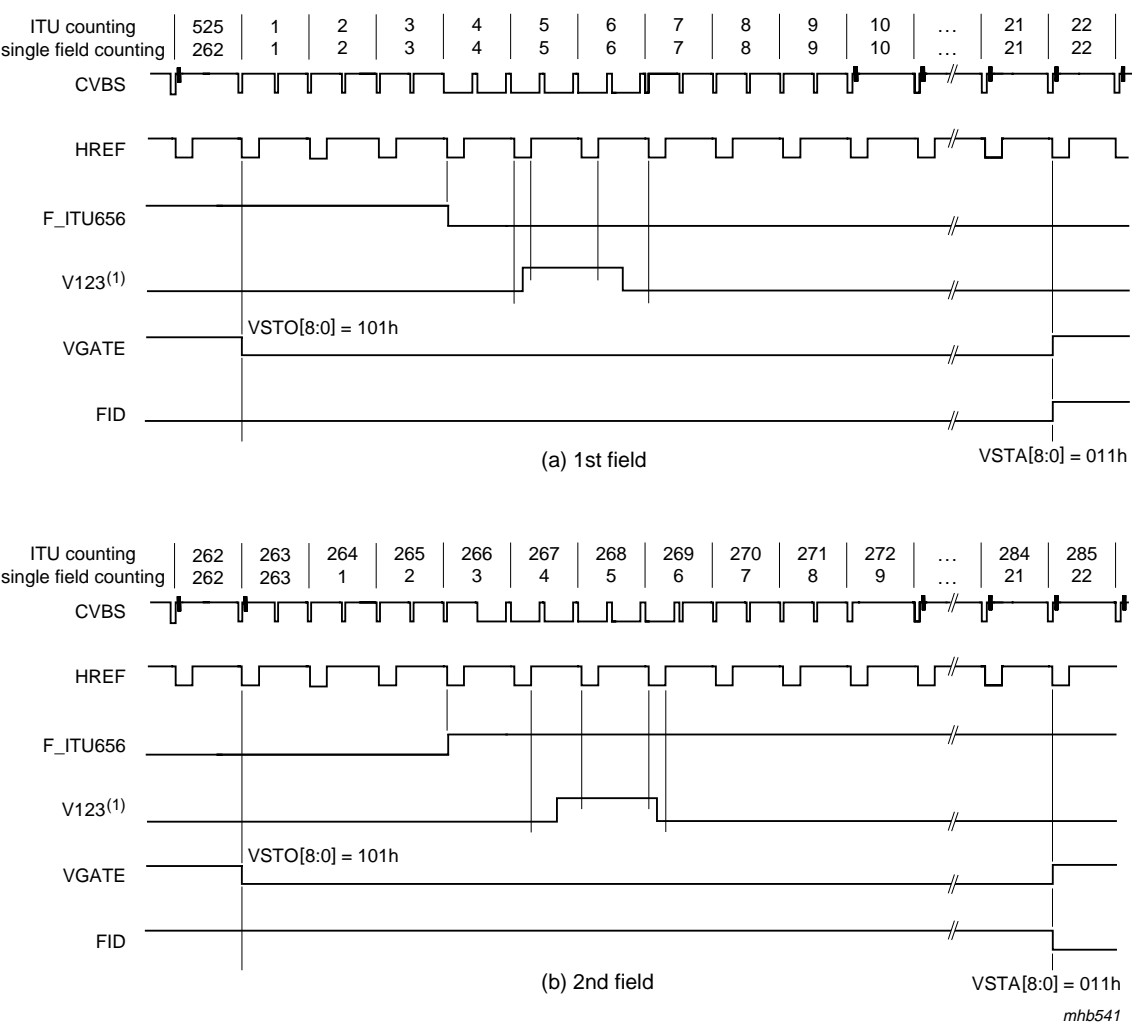 ITU counting 525 1 2 3 4 5 6 7 8 9 10 ... 21 22
single field counting 262 1 2 3 4 5 6 7 8 9 10 ... 21 22
CVBS
HREF
F_ITU656
V123(1)
VSTO[8:0] = 101h
VGATE
FID
(a) 1st field
VSTA[8:0] = 011h
ITU counting 262 263 264 265 266 267 268 269 270 271 272 ... 284 285
single field counting 262 263 1 2 3 4 5 6 7 8 9 ... 21 22
CVBS
HREF
F_ITU656
V123(1)
VSTO[8:0] = 101h
VGATE
FID
(b) 2nd field
VSTA[8:0] = 011h
mhb541